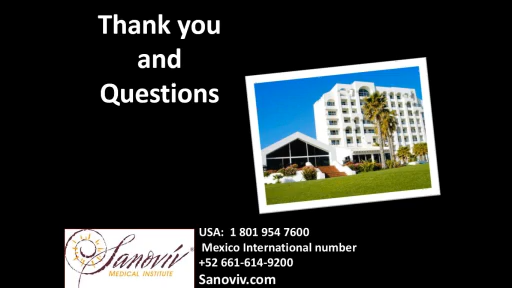 Thank you
and
Questions
USA: 1 801 954 7600
Mexico International number
+52 661-614-9200
Sanoviv.com
Sanoviv
MEDICAL INSTITUTE